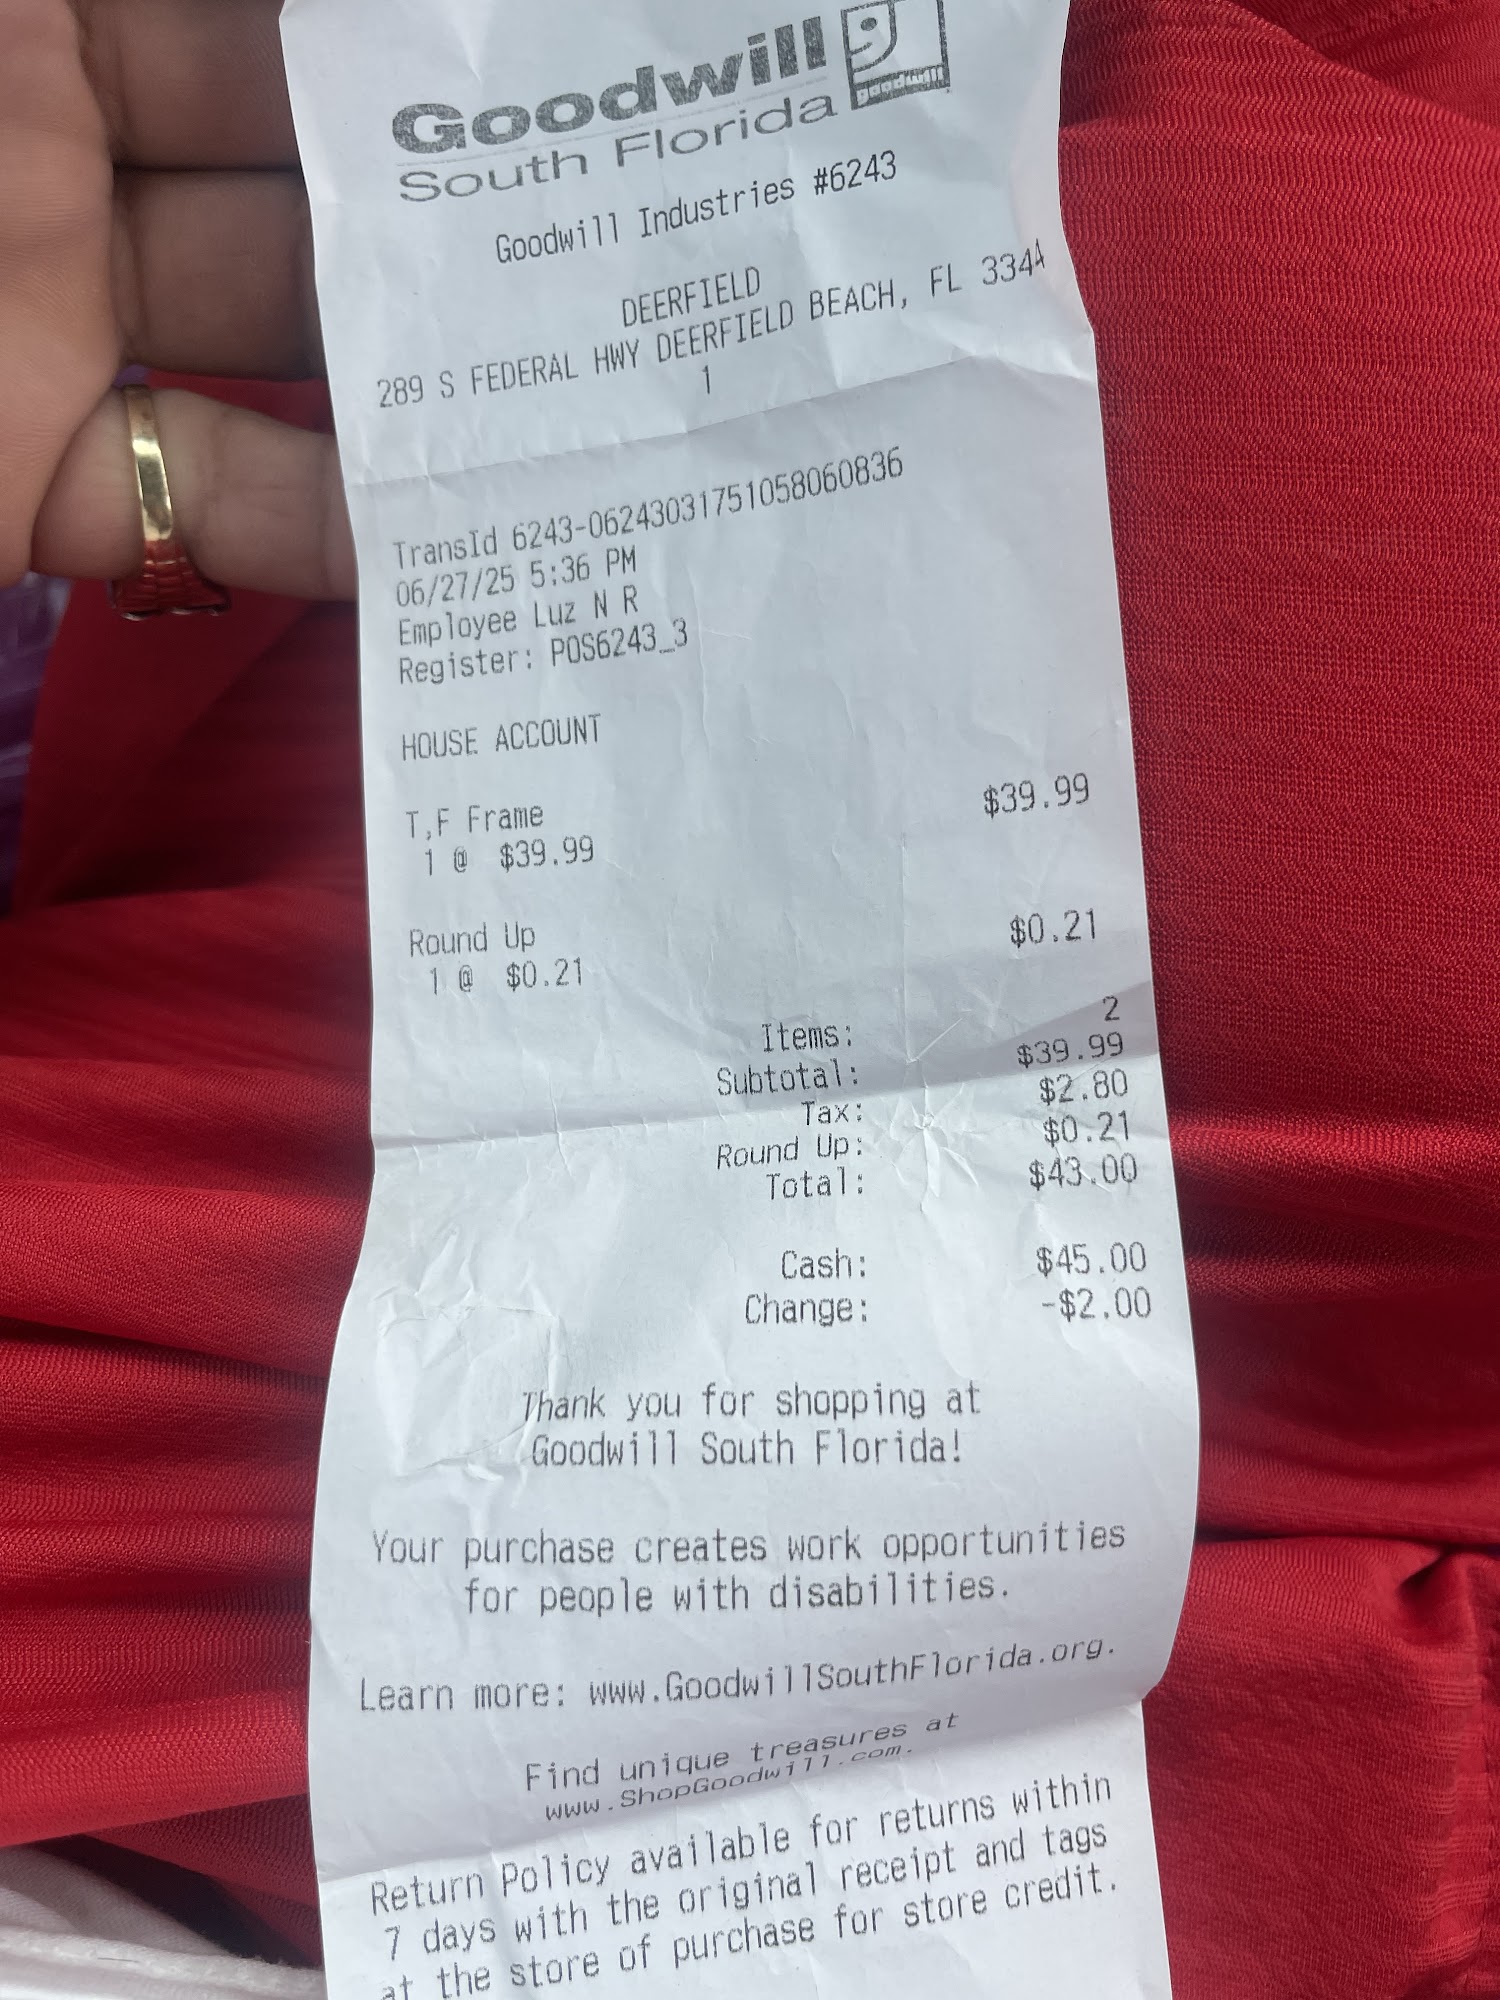 Goodwill
South Florida
goodwill
Goodwill Industries #6243
DEERFIELD
289 S FEDERAL HWY DEERFIELD BEACH, FL 3344
1
TransId 6243-06243031751058060836
06/27/25 5:36 PM
Employee Luz N R
Register: POS6243_3
HOUSE ACCOUNT
T,F Frame $39.99
1 @ $39.99
Round Up $0.21
1 @ $0.21
Items: 2
Subtotal: $39.99
Tax: $2.80
Round Up: $0.21
Total: $43.00
Cash: $45.00
Change: -$2.00
Thank you for shopping at
Goodwill South Florida!
Your purchase creates work opportunities
for people with disabilities.
Learn more: www.GoodwillSouthFlorida.org.
Find unique treasures at
www.ShopGoodwill.com.
Return Policy available for returns within
7 days with the original receipt and tags
at the store of purchase for store credit.